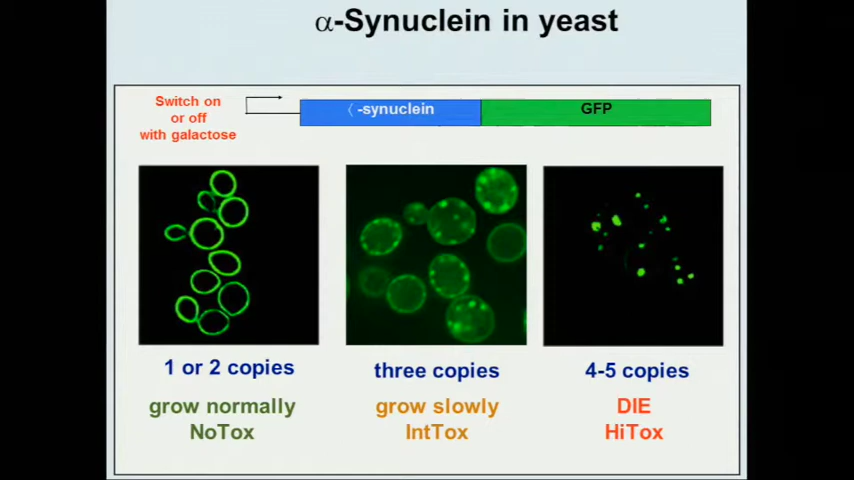 α-Synuclein in yeast
Switch on
or off
with galactose
〈 -synuclein
GFP
1 or 2 copies
three copies
4-5 copies
grow normally
grow slowly
DIE
NoTox
IntTox
HiTox